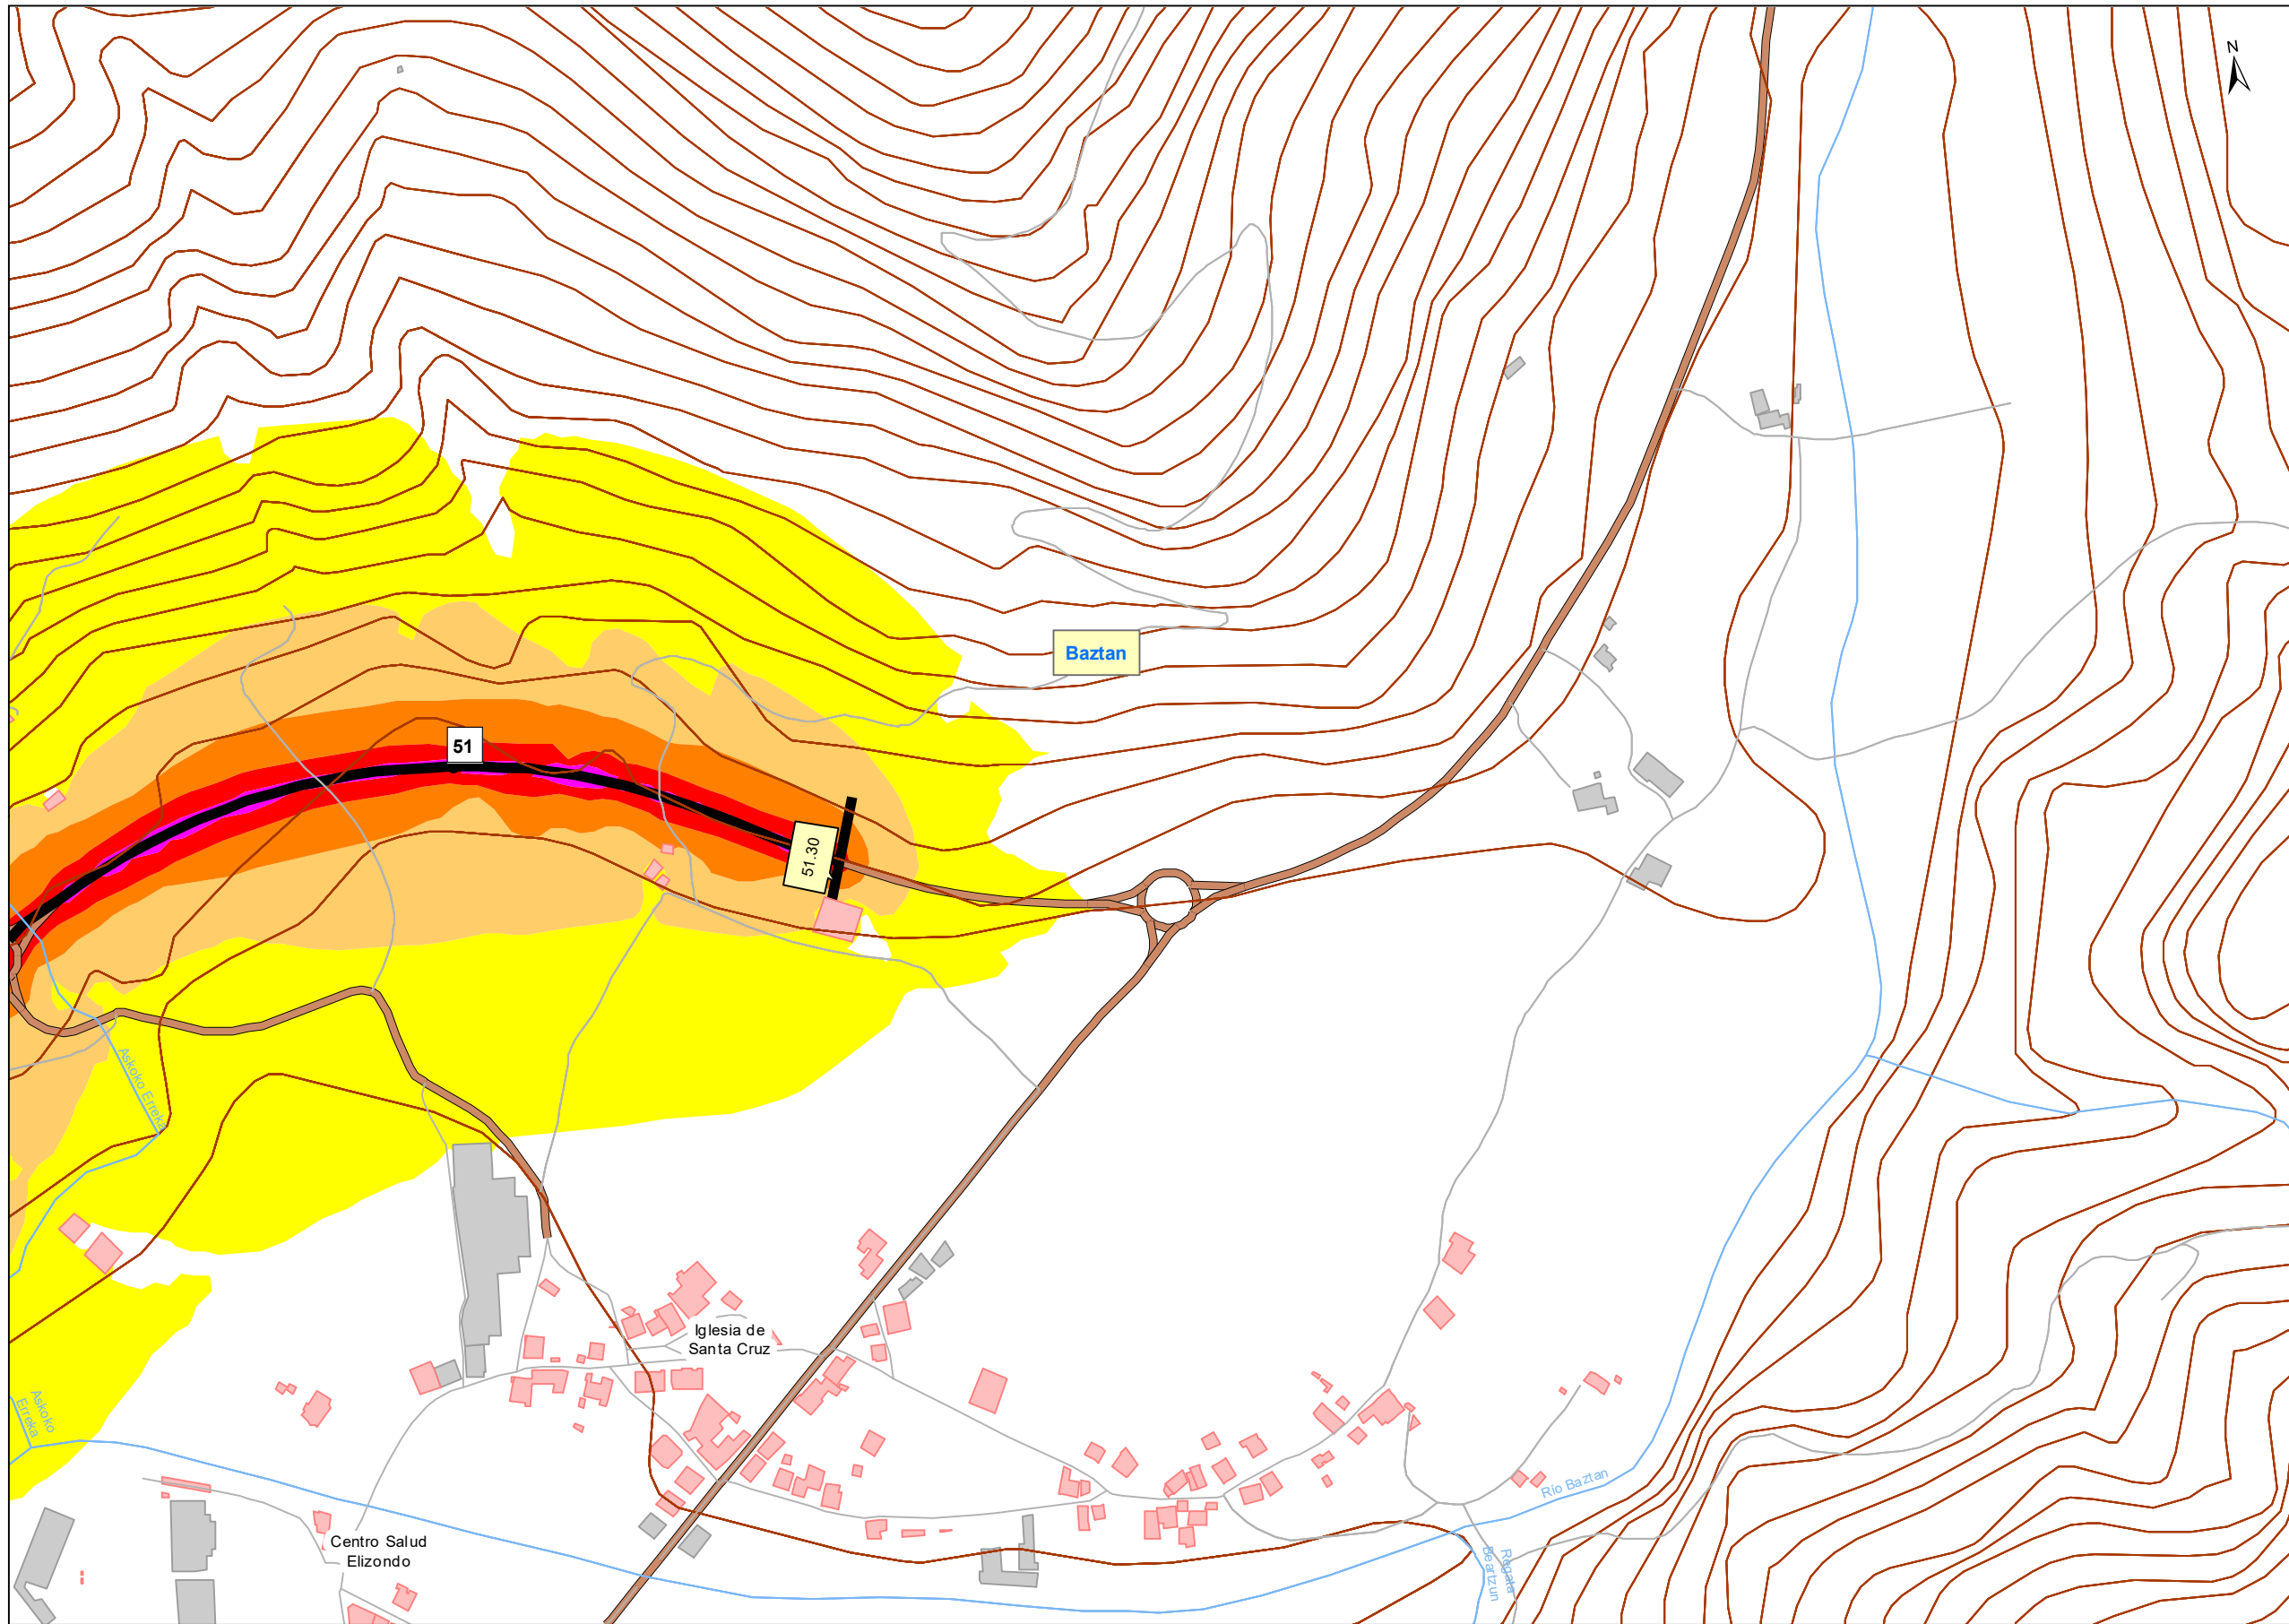 N
Baztan
51
51.30
Askoko Erreka
Iglesia de
Santa Cruz
Askoko
Erreka
Río Baztan
Centro Salud
Elizondo
Regata
Beartzun